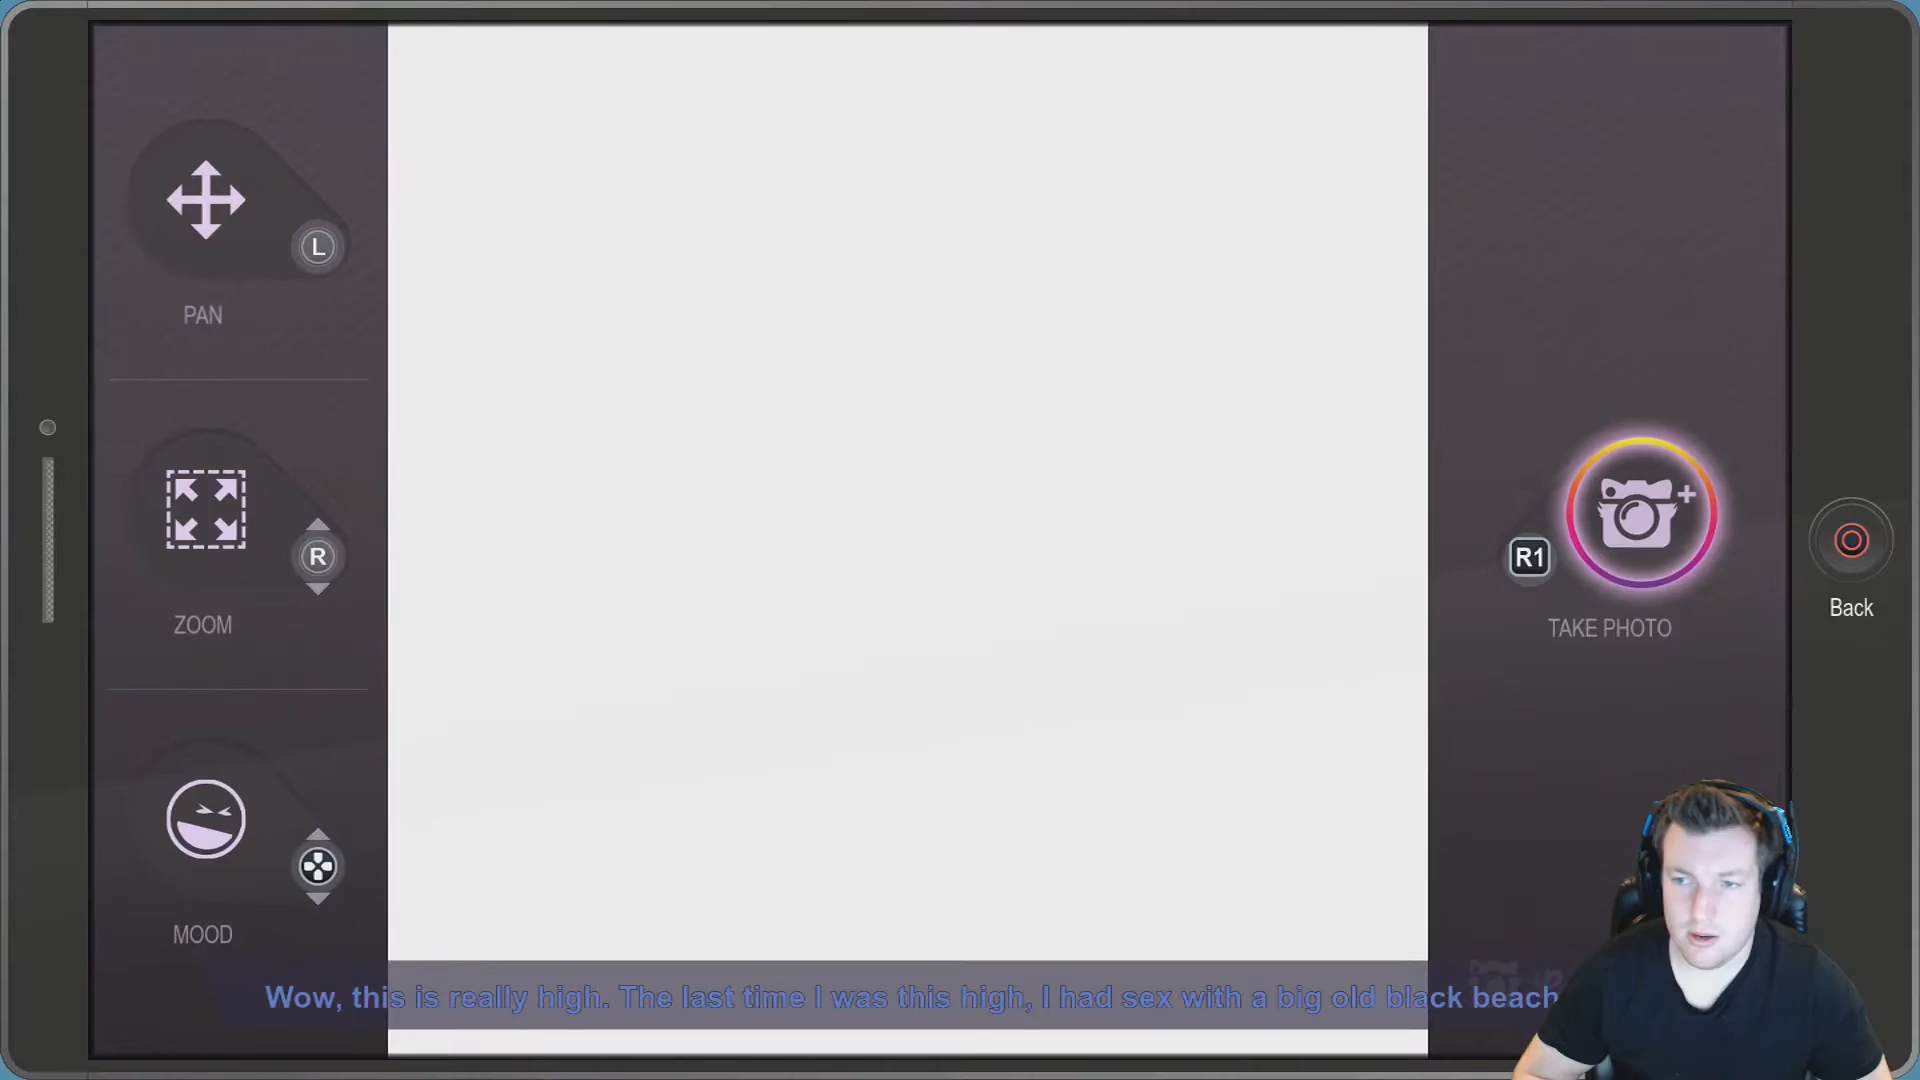 L
PAN
R
ZOOM
MOOD
R1
TAKE PHOTO
Back
Wow, this is really high. The last time I was this high, I had sex with a big old black beach